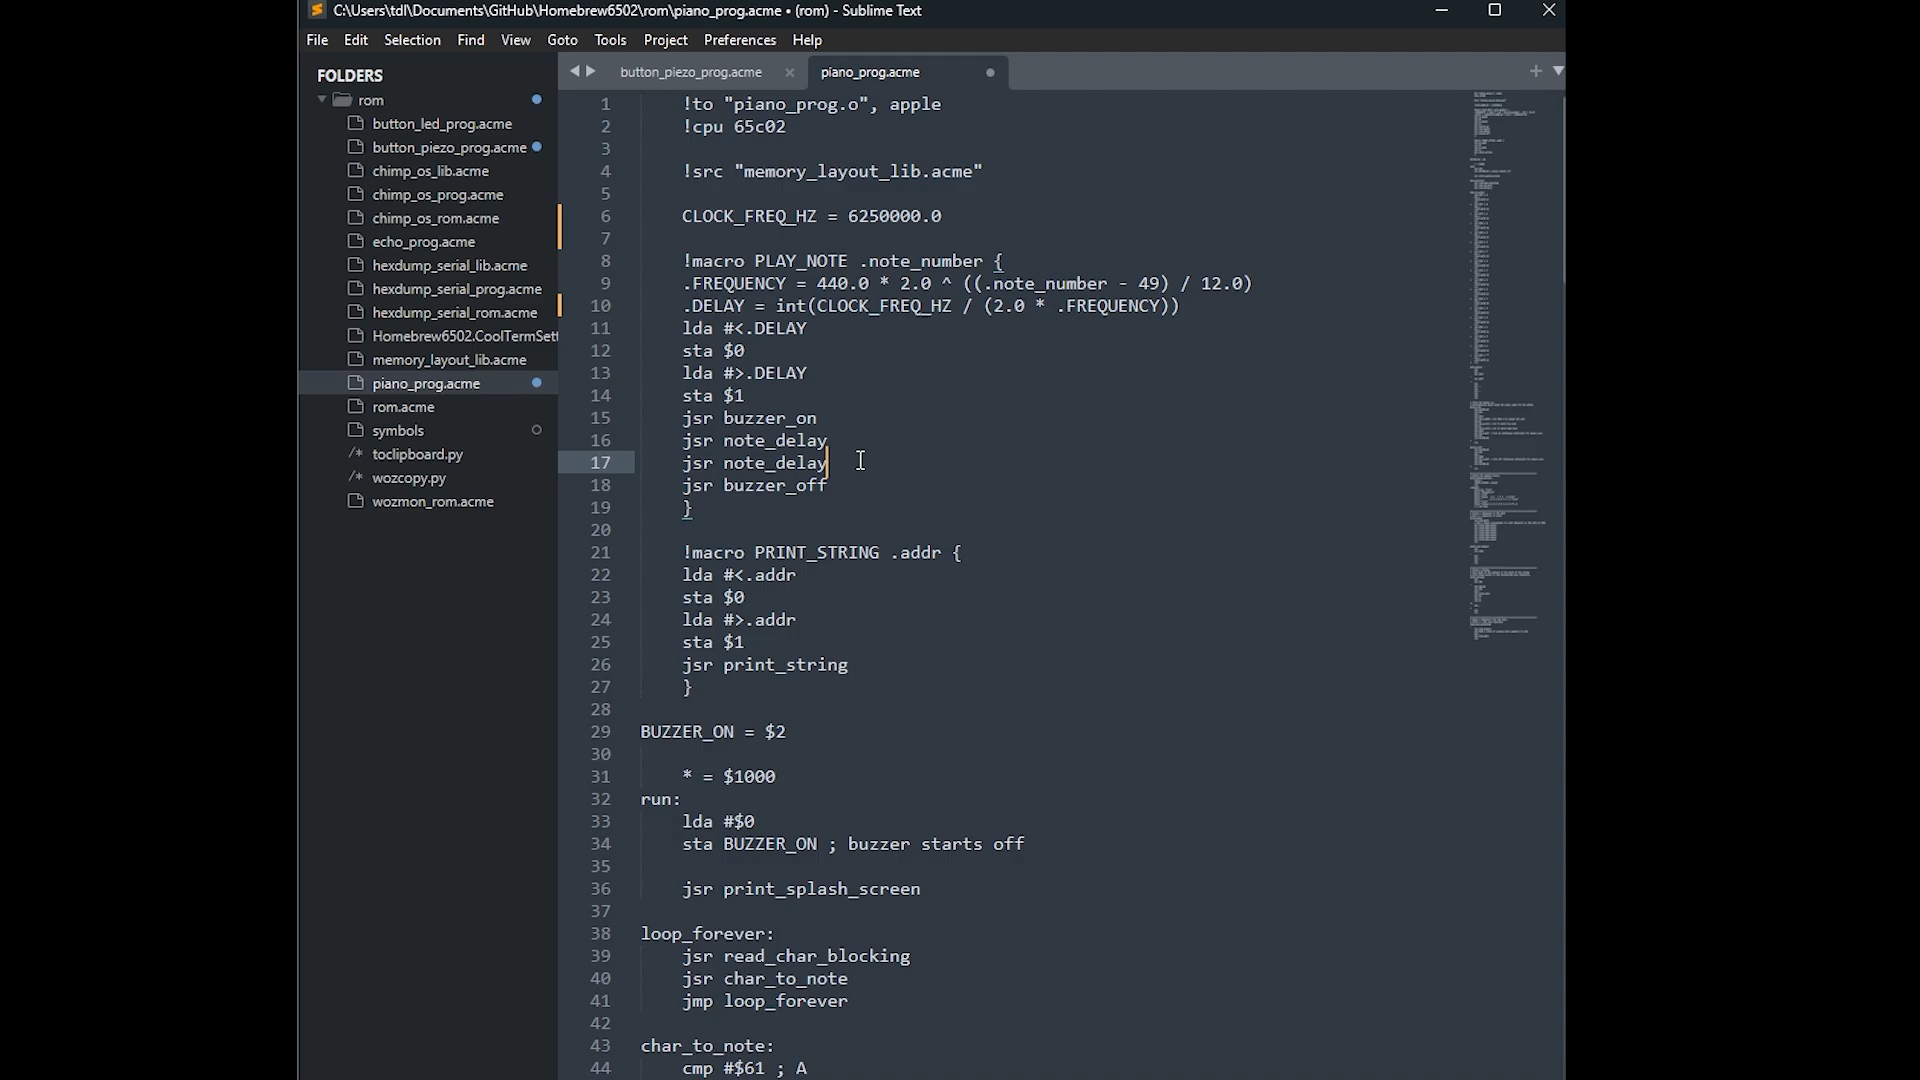 C:\Users\tdl\Documents\GitHub\Homebrew6502\rom\piano_prog.acme • (rom) - Sublime Text
File Edit Selection Find View Goto Tools Project Preferences Help
FOLDERS
rom
button_led_prog.acme
button_piezo_prog.acme
chimp_os_lib.acme
chimp_os_prog.acme
chimp_os_rom.acme
echo_prog.acme
hexdump_serial_lib.acme
hexdump_serial_prog.acme
hexdump_serial_rom.acme
Homebrew6502.CoolTermSett
memory_layout_lib.acme
piano_prog.acme
rom.acme
symbols
/* toclipboard.py
/* wozcopy.py
wozmon_rom.acme
button_piezo_prog.acme × piano_prog.acme
1 !to "piano_prog.o", apple
2 !cpu 65c02
3
4 !src "memory_layout_lib.acme"
5
6 CLOCK_FREQ_HZ = 6250000.0
7
8 !macro PLAY_NOTE .note_number {
9 .FREQUENCY = 440.0 * 2.0 ^ ((.note_number - 49) / 12.0)
10 .DELAY = int(CLOCK_FREQ_HZ / (2.0 * .FREQUENCY))
11 lda #<.DELAY
12 sta $0
13 lda #>.DELAY
14 sta $1
15 jsr buzzer_on
16 jsr note_delay
17 jsr note_delay
18 jsr buzzer_off
19 }
20
21 !macro PRINT_STRING .addr {
22 lda #<.addr
23 sta $0
24 lda #>.addr
25 sta $1
26 jsr print_string
27 }
28
29 BUZZER_ON = $2
30
31 * = $1000
32 run:
33 lda #$0
34 sta BUZZER_ON ; buzzer starts off
35
36 jsr print_splash_screen
37
38 loop_forever:
39 jsr read_char_blocking
40 jsr char_to_note
41 jmp loop_forever
42
43 char_to_note:
44 cmp #$61 ; A